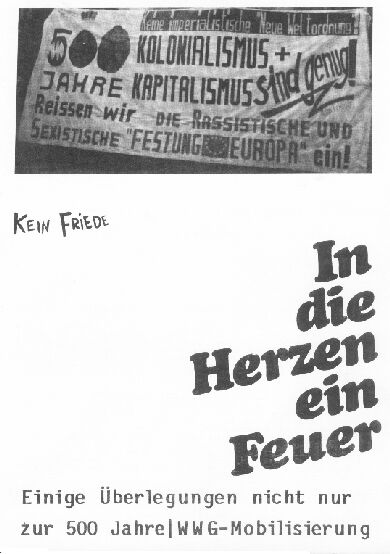 Keine imperialistische Neue Weltordnung!
500 KOLONIALISMUS +
JAHRE KAPITALISMUS sind genug!
Reissen wir DIE RASSISTISCHE UND
SEXISTISCHE "FESTUNG EUROPA" ein!
KEIN FRIEDE
In
die
Herzen
ein
Feuer
Einige Überlegungen nicht nur
zur 500 Jahre|WWG-Mobilisierung